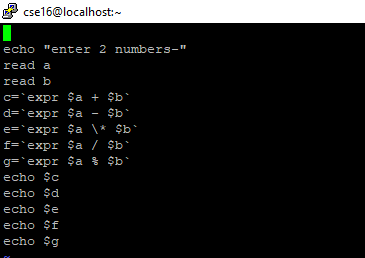 cse16@localhost:~
echo "enter 2 numbers-"
read a
read b
c=`expr $a + $b`
d=`expr $a - $b`
e=`expr $a \* $b`
f=`expr $a / $b`
g=`expr $a % $b`
echo $c
echo $d
echo $e
echo $f
echo $g
~